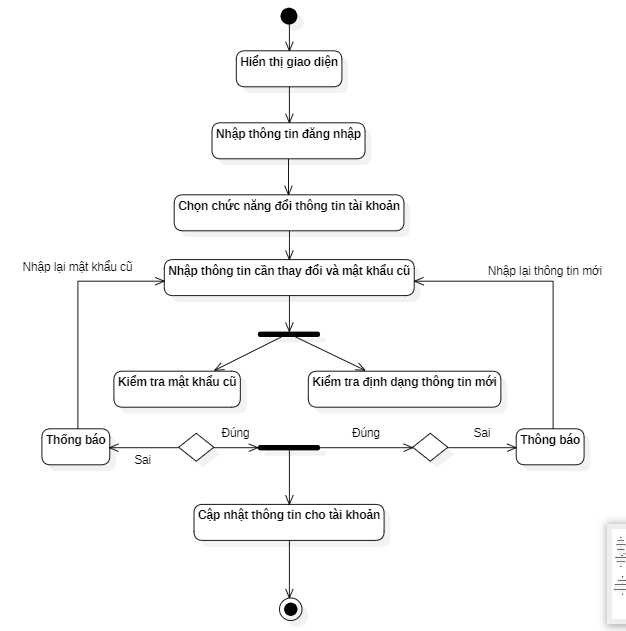 Hiển thị giao diện
Nhập thông tin đăng nhập
Chọn chức năng đổi thông tin tài khoản
Nhập lại mật khẩu cũ
Nhập thông tin cần thay đổi và mật khẩu cũ
Nhập lại thông tin mới
Kiểm tra mật khẩu cũ
Kiểm tra định dạng thông tin mới
Thống báo
Sai
Đúng
Đúng
Sai
Thông báo
Cập nhật thông tin cho tài khoản